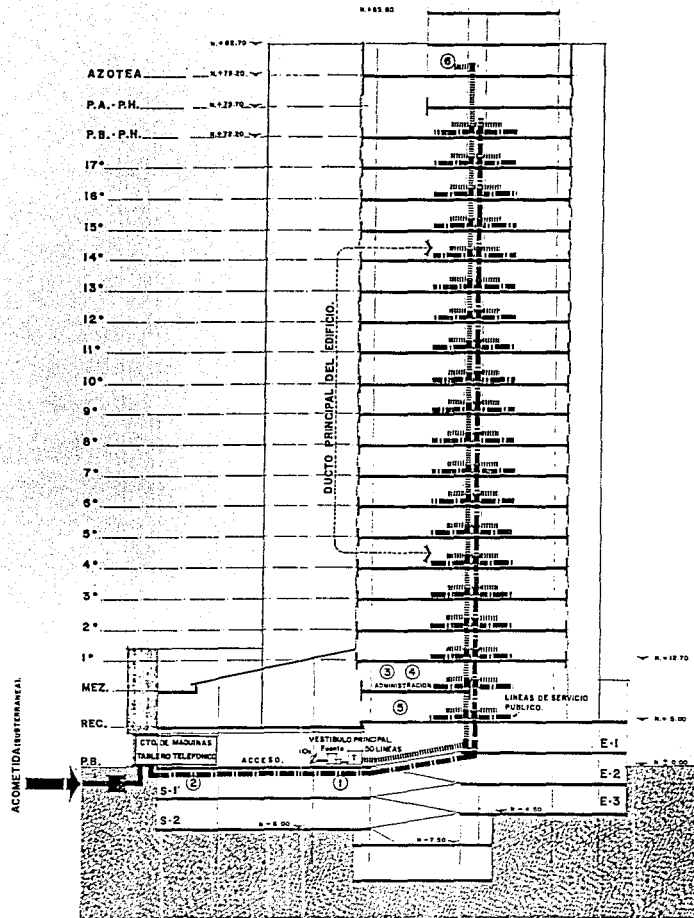 N.+85.80
N.+82.70
⑥
AZOTEA N.+79.20
P.A.-P.H. N.+75.70
P.B.-P.H. N.+72.20
17°
16°
15°
14°
13°
12°
11°
10°
9°
8°
7°
6°
5°
4°
3°
2°
1°
DUCTO PRINCIPAL DEL EDIFICIO.
N.+12.70
MEZ.
③ ④
ADMINISTRACION
LINEAS DE SERVICIO
PUBLICO.
⑤
REC.
N.+5.00
CTO. DE MAQUINAS
TABLERO TELEFONICO
VESTIBULO PRINCIPAL
Fuente 50 LINEAS
T
ACCESO.
E-1
P.B.
E-2
② ①
S-1
E-3
N-4.50
S-2
N-6.00
N-7.50
ACOMETIDA (SUBTERRANEA).